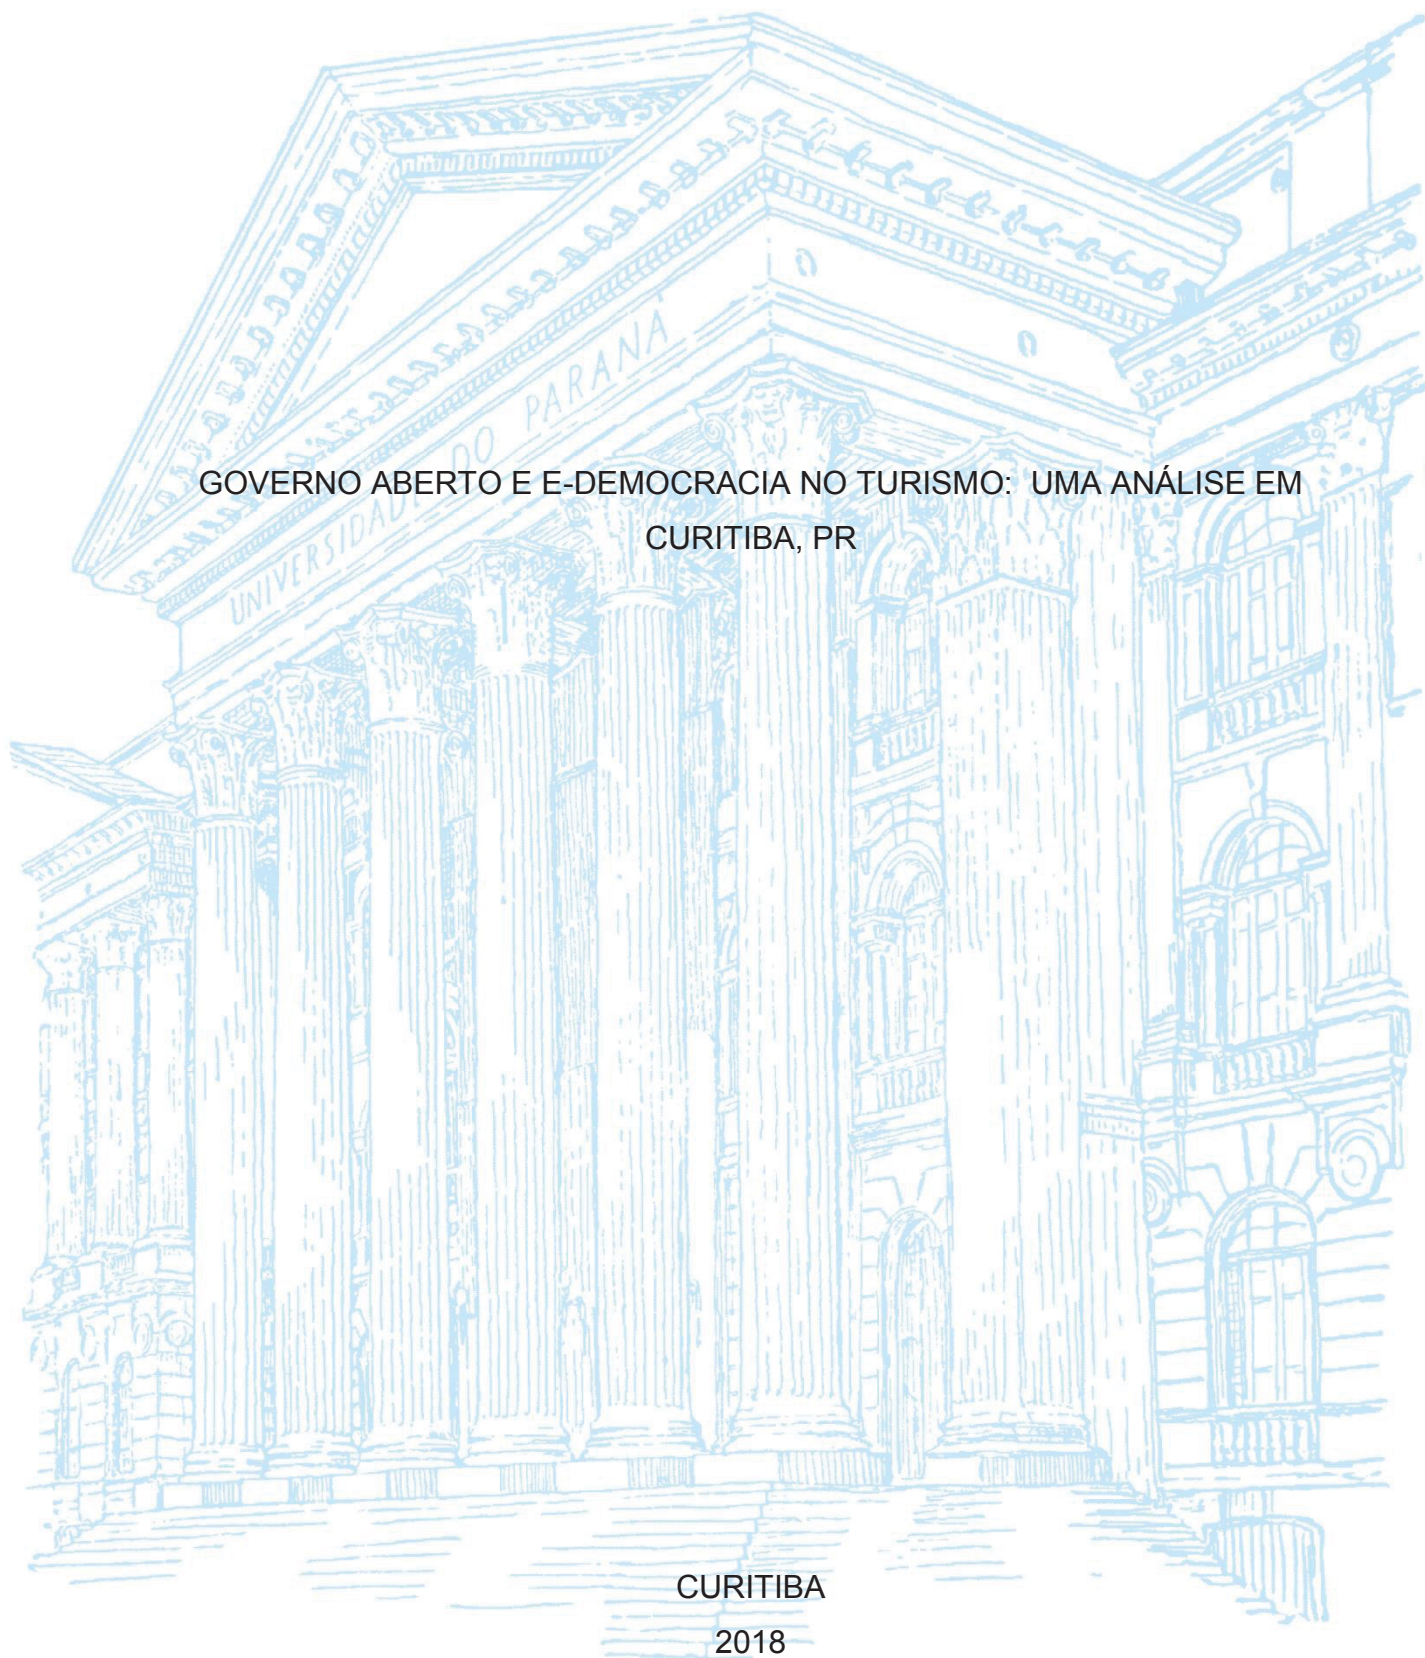 UNIVERSIDADE DO PARANÁ
GOVERNO ABERTO E E-DEMOCRACIA NO TURISMO: UMA ANÁLISE EM
CURITIBA, PR
CURITIBA
2018